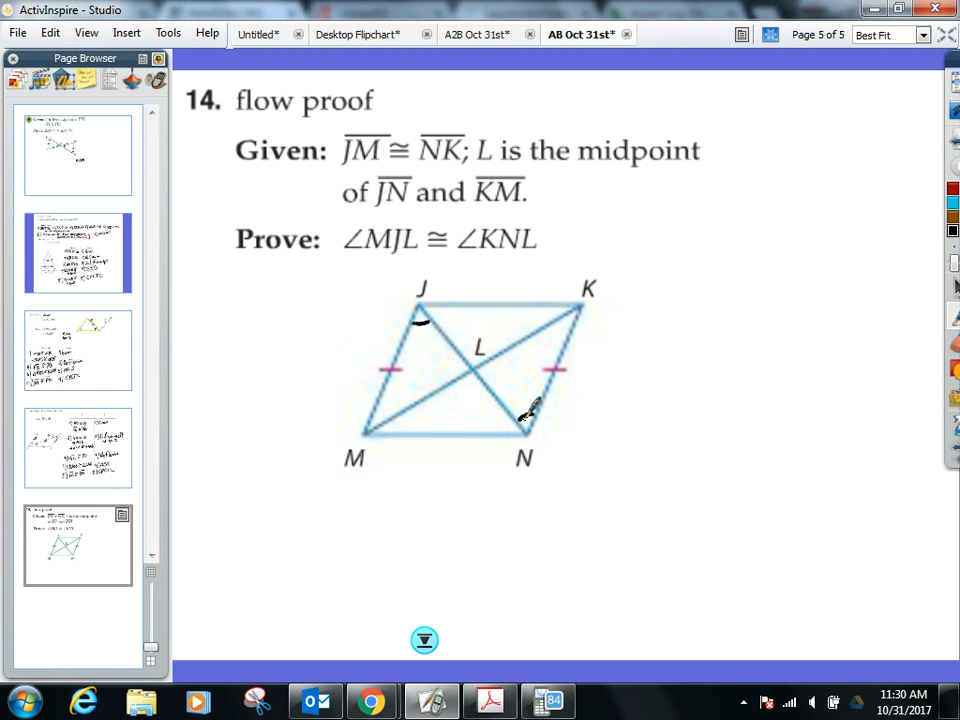 ActivInspire - Studio
File Edit View Insert Tools Help
Untitled* Desktop Flipchart* A2B Oct 31st* AB Oct 31st* Page 5 of 5 Best Fit
Page Browser
14. flow proof
Given: JM ≅ NK; L is the midpoint
of JN and KM.
Prove: ∠MJL ≅ ∠KNL
J K
L
M N
84
11:30 AM
10/31/2017